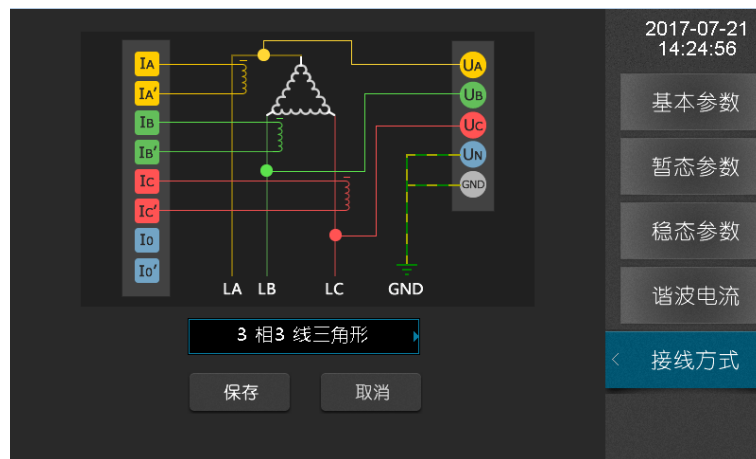 2017-07-21
14:24:56
IA
IA′
IB
IB′
IC
IC′
I0
I0′
UA
UB
UC
UN
GND
LA LB LC GND
3 相3 线三角形
保存 取消
基本参数
暂态参数
稳态参数
谐波电流
接线方式